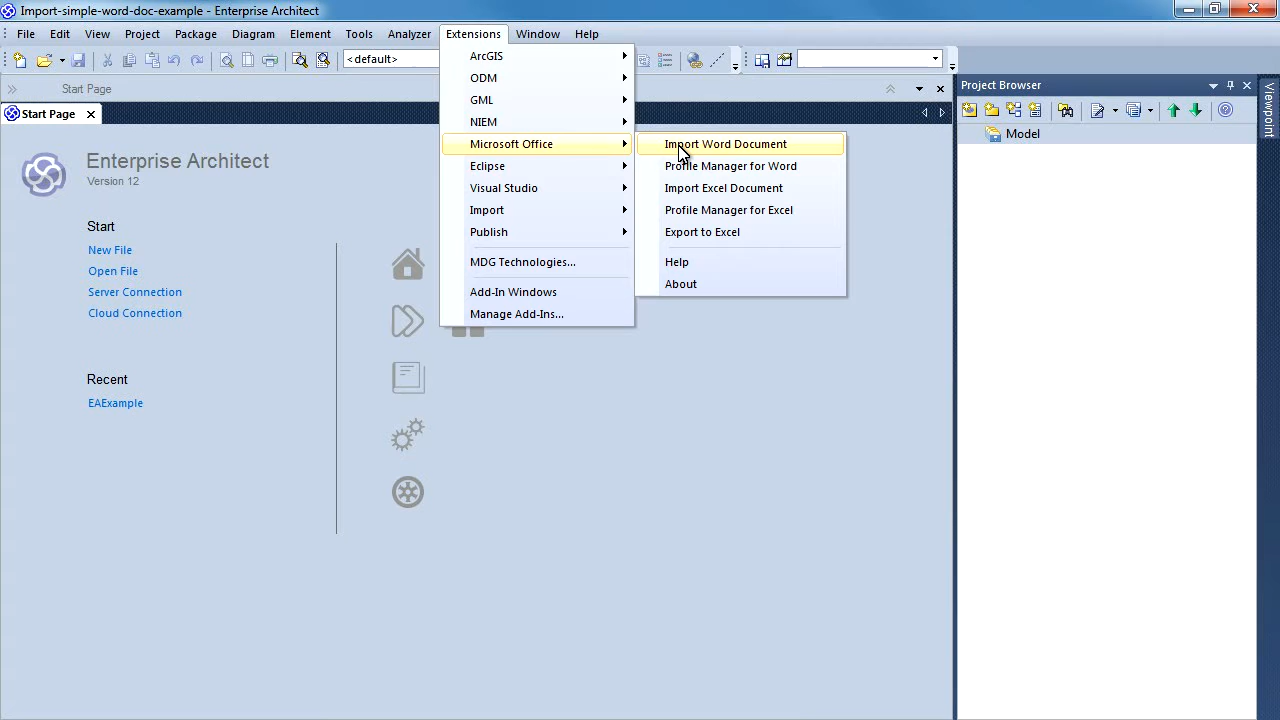 Import-simple-word-doc-example - Enterprise Architect
File Edit View Project Package Diagram Element Tools Analyzer Extensions Window Help
<default>
Start Page
Start Page
Enterprise Architect
Version 12
Start
New File
Open File
Server Connection
Cloud Connection
Recent
EAExample
ArcGIS
ODM
GML
NIEM
Microsoft Office
Eclipse
Visual Studio
Import
Publish
MDG Technologies...
Add-In Windows
Manage Add-Ins...
Import Word Document
Profile Manager for Word
Import Excel Document
Profile Manager for Excel
Export to Excel
Help
About
Project Browser
Model
Viewpoint